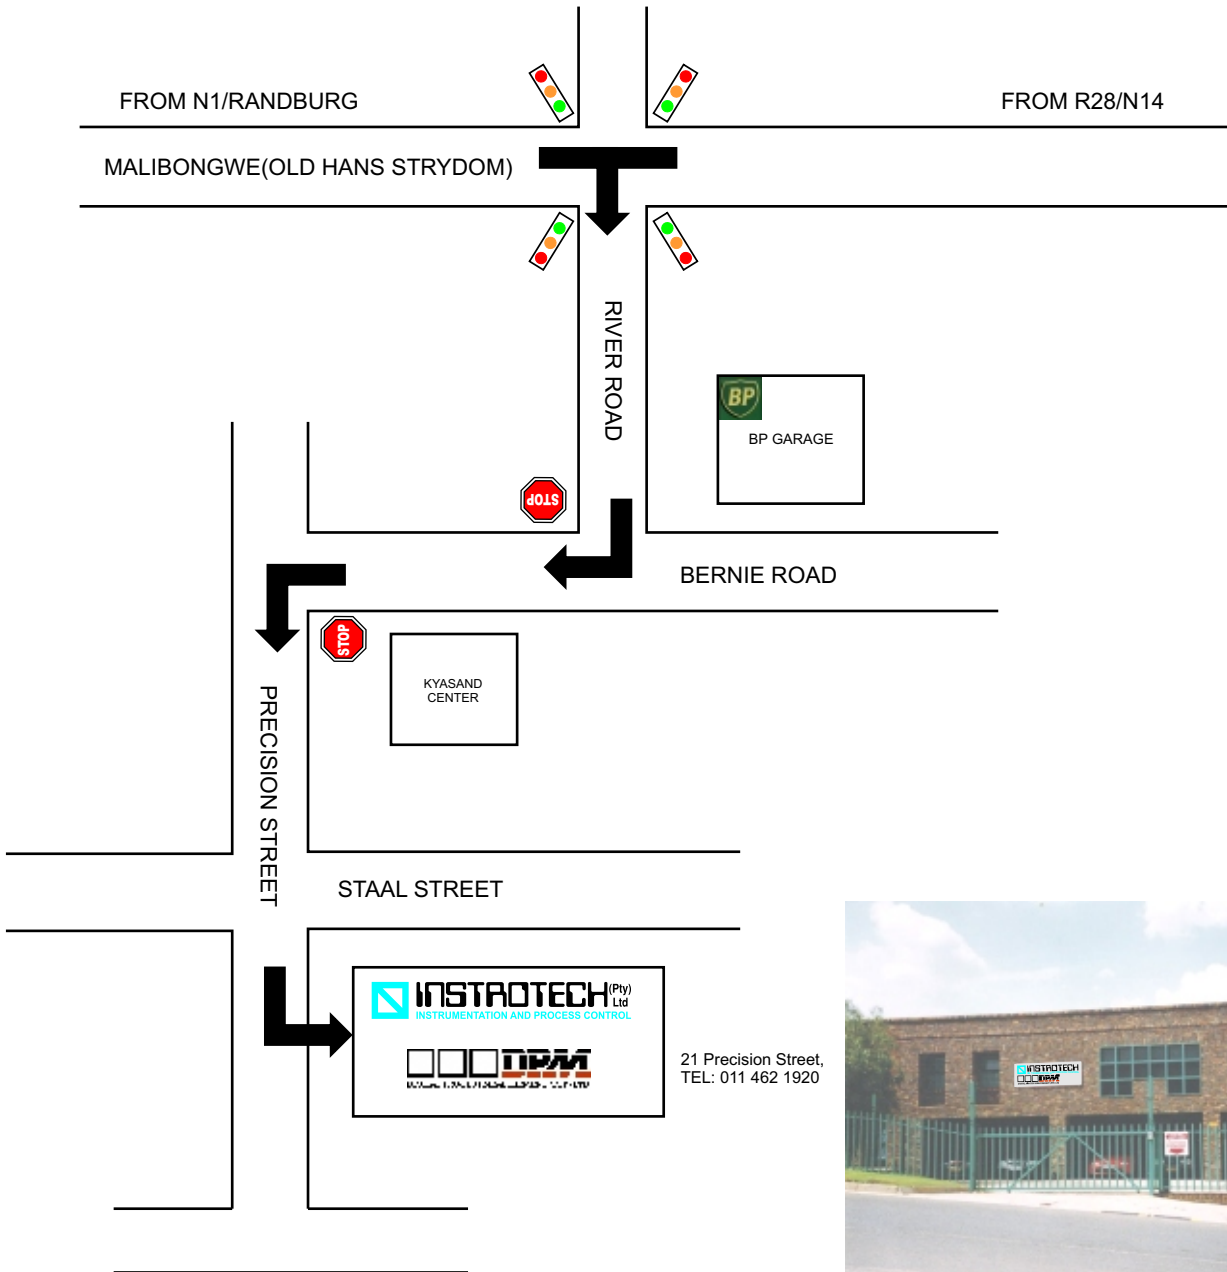 FROM N1/RANDBURG
FROM R28/N14
MALIBONGWE(OLD HANS STRYDOM)
RIVER ROAD
BP
BP GARAGE
STOP
BERNIE ROAD
STOP
KYASAND
CENTER
PRECISION STREET
STAAL STREET
INSTROTECH (Pty)
Ltd
INSTRUMENTATION AND PROCESS CONTROL
DPM
21 Precision Street,
TEL: 011 462 1920
INSTROTECH
DPM